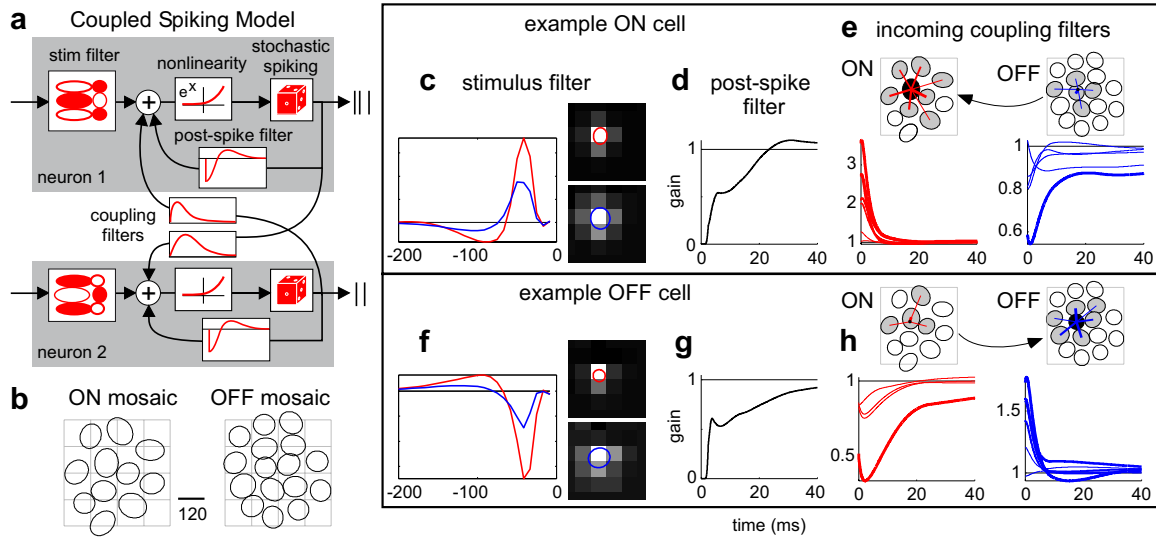 a Coupled Spiking Model
stim filter
nonlinearity
stochastic
spiking
e^x
+
post-spike filter
neuron 1
coupling
filters
+
neuron 2
b ON mosaic OFF mosaic
120
example ON cell
c stimulus filter
-200 -100 0
d post-spike
filter
gain
1
0
0 20 40
e incoming coupling filters
ON OFF
3
2
1
0 20 40
1
0.8
0.6
0 20 40
example OFF cell
f
-200 -100 0
g
gain
1
0
0 20 40
h
ON OFF
1
0.5
0 20 40
1.5
1
0 20 40
time (ms)